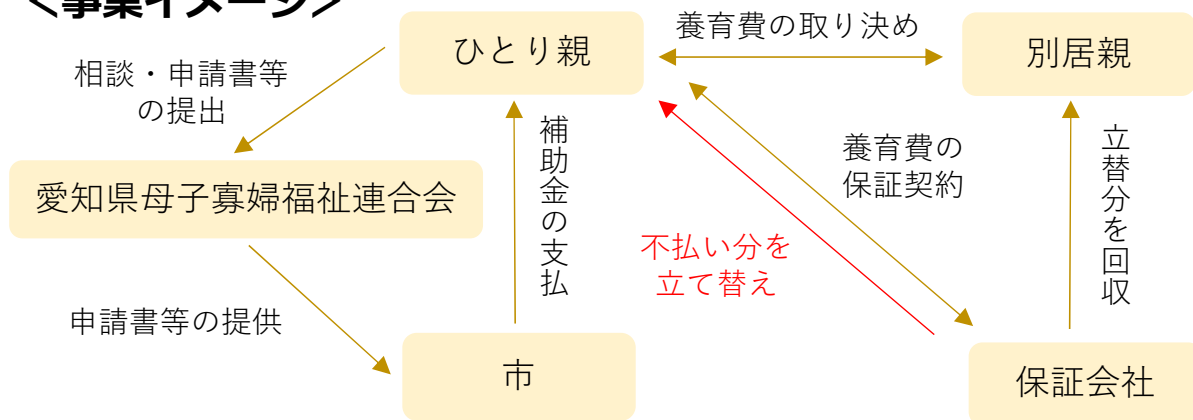 ＜事業イメージ＞
ひとり親
養育費の取り決め
別居親
相談・申請書等
の提出
補助金の支払
養育費の
保証契約
立替分を回収
愛知県母子寡婦福祉連合会
不払い分を
立て替え
申請書等の提供
市
保証会社